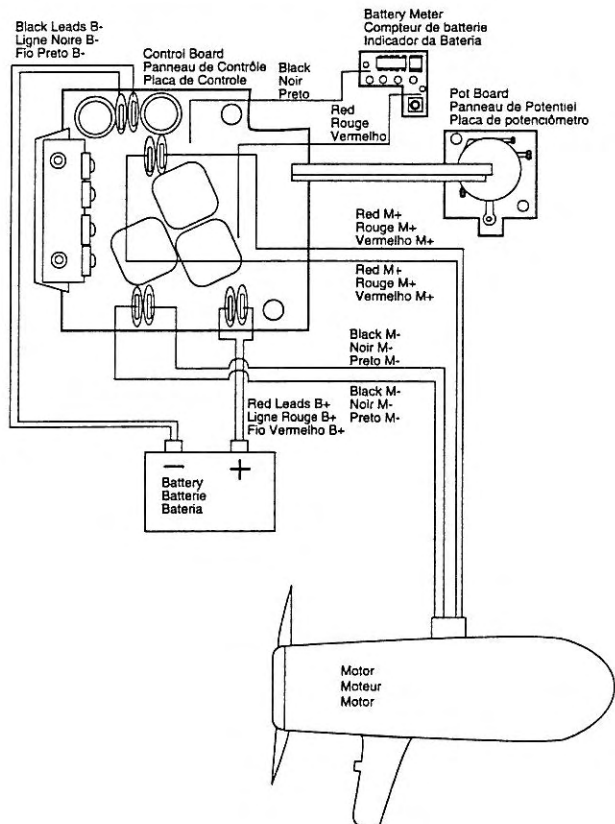 Black Leads B-
Ligne Noire B-
Fio Preto B-
Control Board
Panneau de Contrôle
Placa de Controle
Black
Noir
Preto
Battery Meter
Compteur de batterie
Indicador da Bateria
Red
Rouge
Vermelho
Pot Board
Panneau de Potentiel
Placa de potenciômetro
Red M+
Rouge M+
Vermelho M+
Red M+
Rouge M+
Vermelho M+
Black M-
Noir M-
Preto M-
Black M-
Noir M-
Preto M-
Red Leads B+
Ligne Rouge B+
Fio Vermelho B+
− +
Battery
Batterie
Bateria
Motor
Moteur
Motor